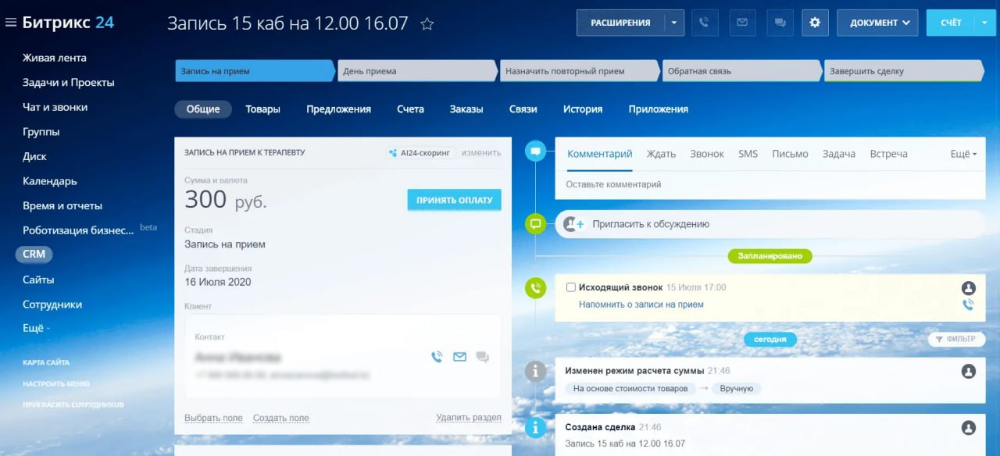 Битрикс 24
Запись 15 каб на 12.00 16.07
РАСШИРЕНИЯ
ДОКУМЕНТ
СЧЁТ
Живая лента
Задачи и Проекты
Чат и звонки
Группы
Диск
Календарь
Время и отчеты
Роботизация бизнес... beta
CRM
Сайты
Сотрудники
Ещё -
КАРТА САЙТА
НАСТРОИТЬ МЕНЮ
ПРИГЛАСИТЬ СОТРУДНИКОВ
Запись на прием
День приема
Назначить повторный прием
Обратная связь
Завершить сделку
Общие
Товары
Предложения
Счета
Заказы
Связи
История
Приложения
ЗАПИСЬ НА ПРИЕМ К ТЕРАПЕВТУ
AI24-скоринг
изменить
Сумма и валюта
300 руб.
ПРИНЯТЬ ОПЛАТУ
Стадия
Запись на прием
Дата завершения
16 Июля 2020
Клиент
Контакт
Выбрать поле
Создать поле
Удалить раздел
Комментарий
Ждать
Звонок
SMS
Письмо
Задача
Встреча
Ещё
Оставьте комментарий
Пригласить к обсуждению
Запланировано
Исходящий звонок 15 Июля 17:00
Напомнить о записи на прием
сегодня
ФИЛЬТР
Изменен режим расчета суммы 21:46
На основе стоимости товаров → Вручную
Создана сделка 21:46
Запись 15 каб на 12.00 16.07